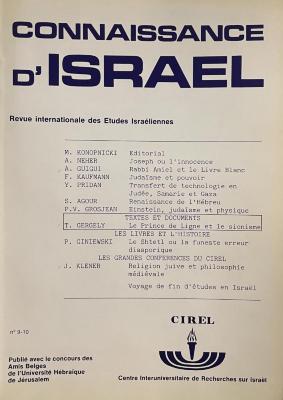 CONNAISSANCE
D'ISRAEL
Revue internationale des Etudes Israéliennes
M. KONOPNICKI Editorial
A. NEHER Joseph ou l'innocence
A. GUIGUI Rabbi Amiel et le Livre Blanc
F. KAUFMANN Judaïsme et pouvoir
Y. PRIDAN Transfert de technologie en
Judée, Samarie et Gaza
S. AGOUR Renaissance de l'Hébreu
P.V. GROSJEAN Einstein, judaïsme et physique
TEXTES ET DOCUMENTS
T. GERGELY Le Prince de Ligne et le sionisme
LES LIVRES ET L'HISTOIRE
P. GINIEWSKI Le Shtetl ou la funeste erreur
diasporique
LES GRANDES CONFERENCES DU CIREL
J. KLENER Religion juive et philosophie
médiévale
Voyage de fin d'études en Israël
n° 9-10
CIREL
Publié avec le concours des
Amis Belges
de l'Université Hébraïque
de Jérusalem
Centre Interuniversitaire de Recherches sur Israël